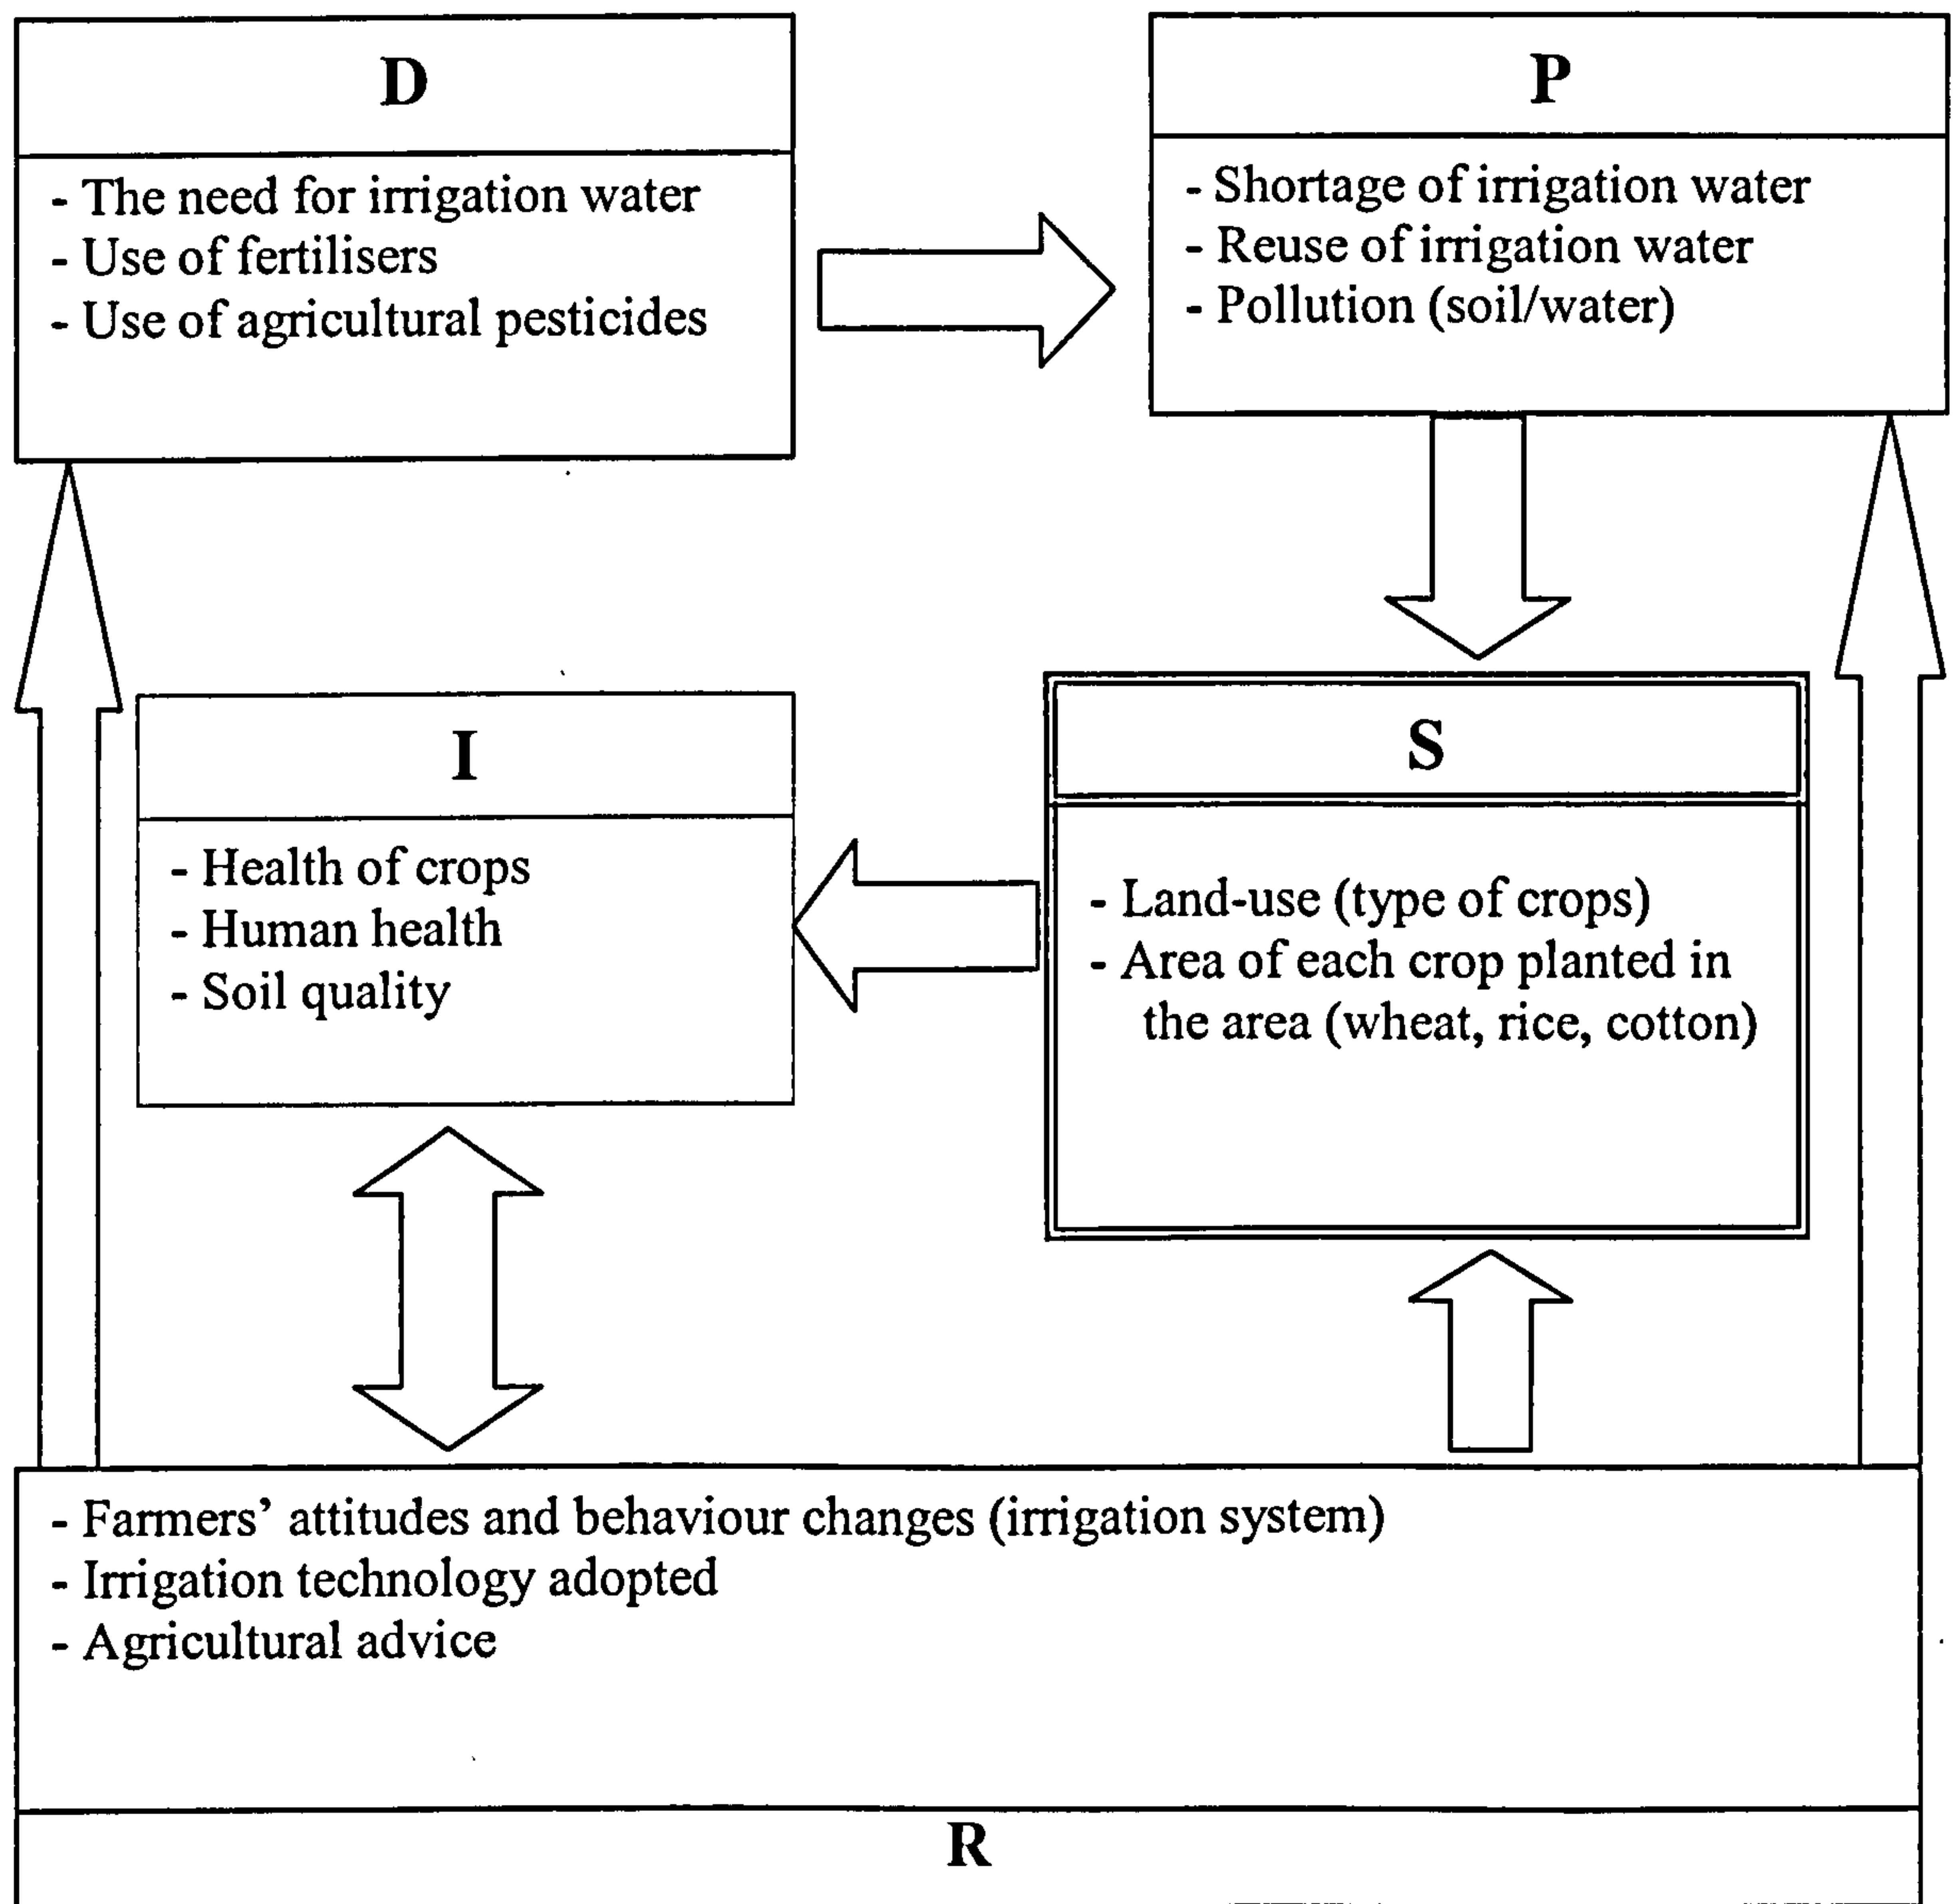 D
- The need for irrigation water
- Use of fertilisers
- Use of agricultural pesticides
P
- Shortage of irrigation water
- Reuse of irrigation water
- Pollution (soil/water)
I
- Health of crops
- Human health
- Soil quality
S
- Land-use (type of crops)
- Area of each crop planted in
the area (wheat, rice, cotton)
- Farmers’ attitudes and behaviour changes (irrigation system)
- Irrigation technology adopted
- Agricultural advice
R